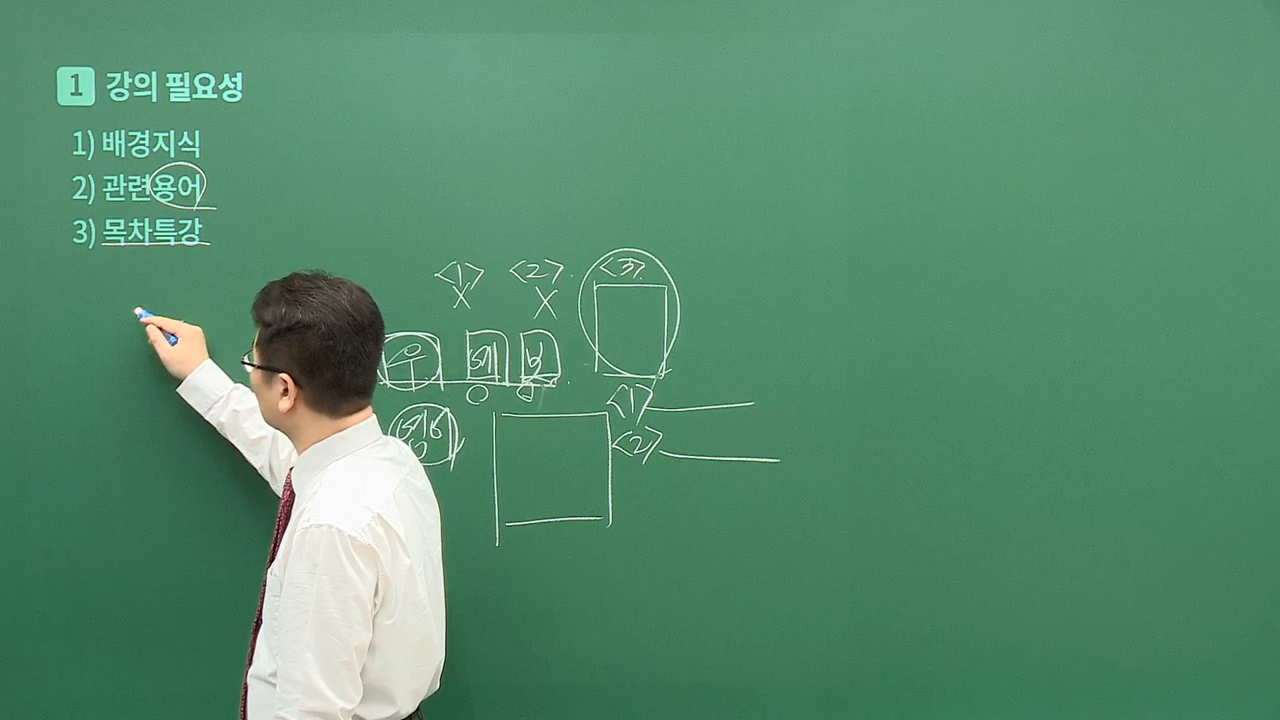 1 강의 필요성
1) 배경지식
2) 관련용어
3) 목차특강
<1> <2> <3>
X X
우
<1>
<2>